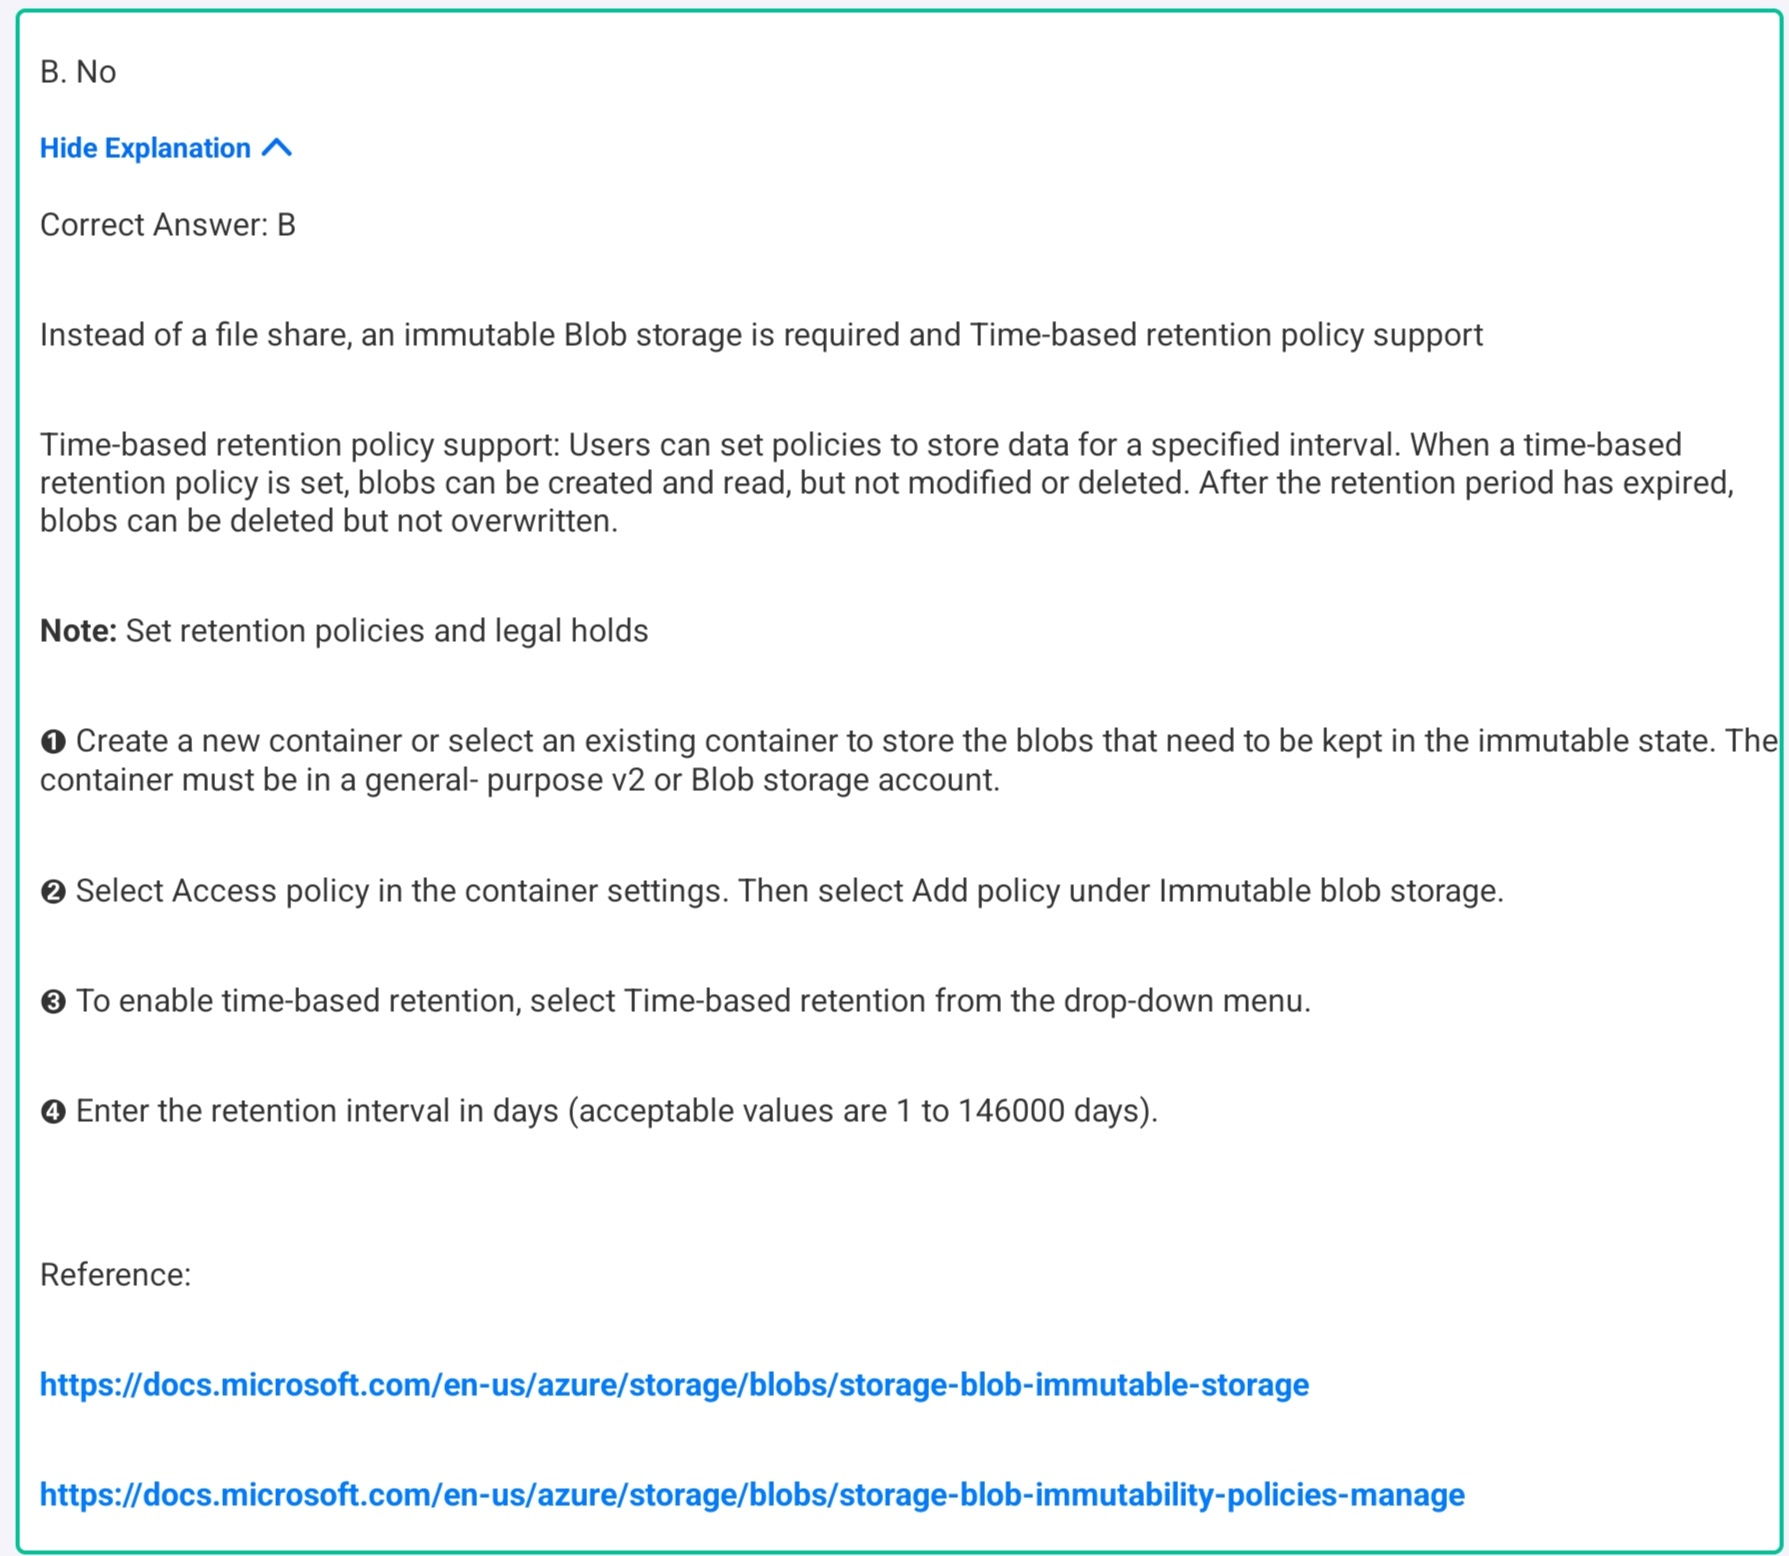 B. No
Hide Explanation
Correct Answer: B
Instead of a file share, an immutable Blob storage is required and Time-based retention policy support
Time-based retention policy support: Users can set policies to store data for a specified interval. When a time-based
retention policy is set, blobs can be created and read, but not modified or deleted. After the retention period has expired,
blobs can be deleted but not overwritten.
Note: Set retention policies and legal holds
❶ Create a new container or select an existing container to store the blobs that need to be kept in the immutable state. The
container must be in a general- purpose v2 or Blob storage account.
❷ Select Access policy in the container settings. Then select Add policy under Immutable blob storage.
❸ To enable time-based retention, select Time-based retention from the drop-down menu.
❹ Enter the retention interval in days (acceptable values are 1 to 146000 days).
Reference:
https://docs.microsoft.com/en-us/azure/storage/blobs/storage-blob-immutable-storage
https://docs.microsoft.com/en-us/azure/storage/blobs/storage-blob-immutability-policies-manage